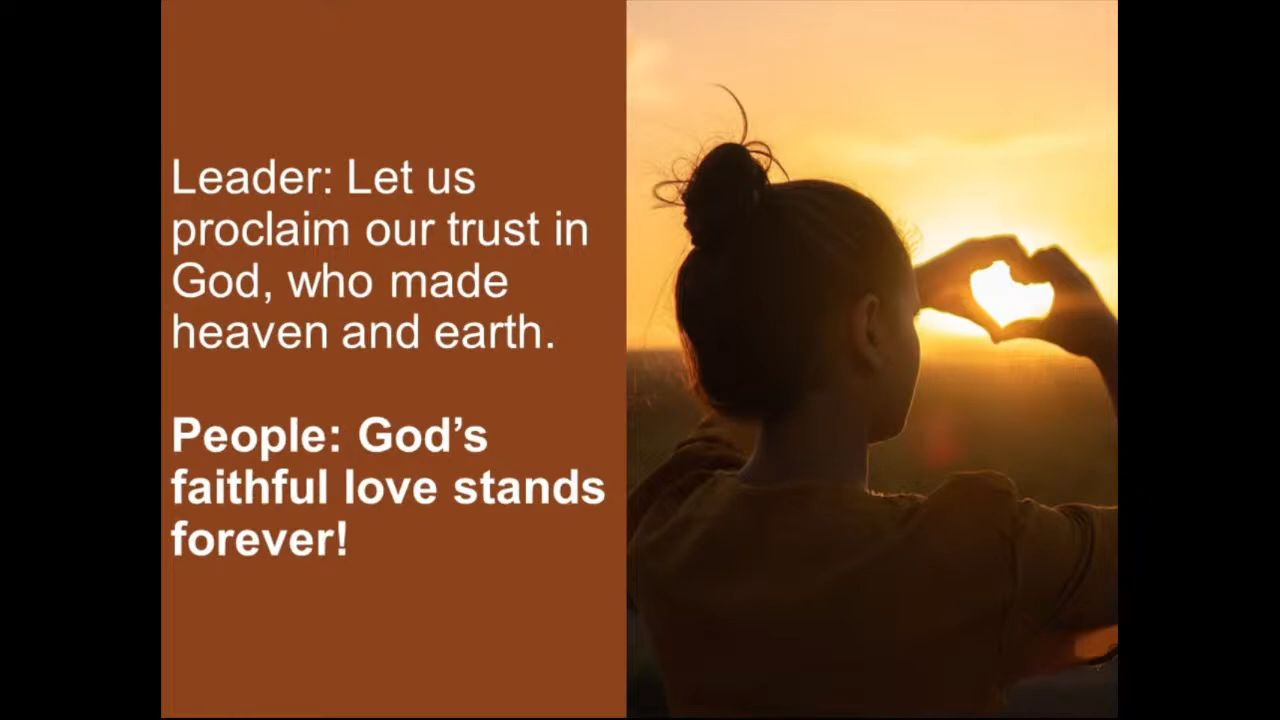 Leader: Let us
proclaim our trust in
God, who made
heaven and earth.
People: God’s
faithful love stands
forever!